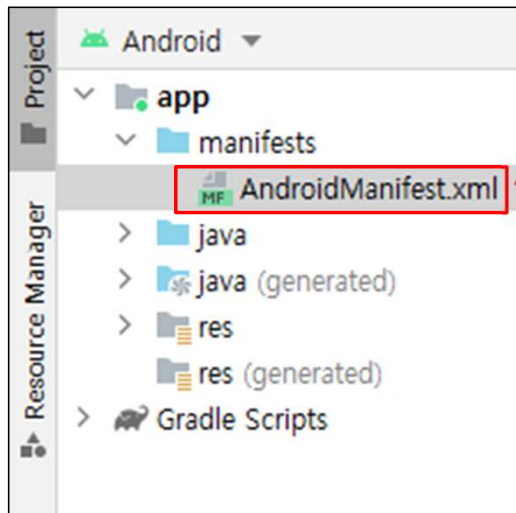 Project
Resource Manager
Android
app
manifests
MF AndroidManifest.xml
java
java (generated)
res
res (generated)
Gradle Scripts